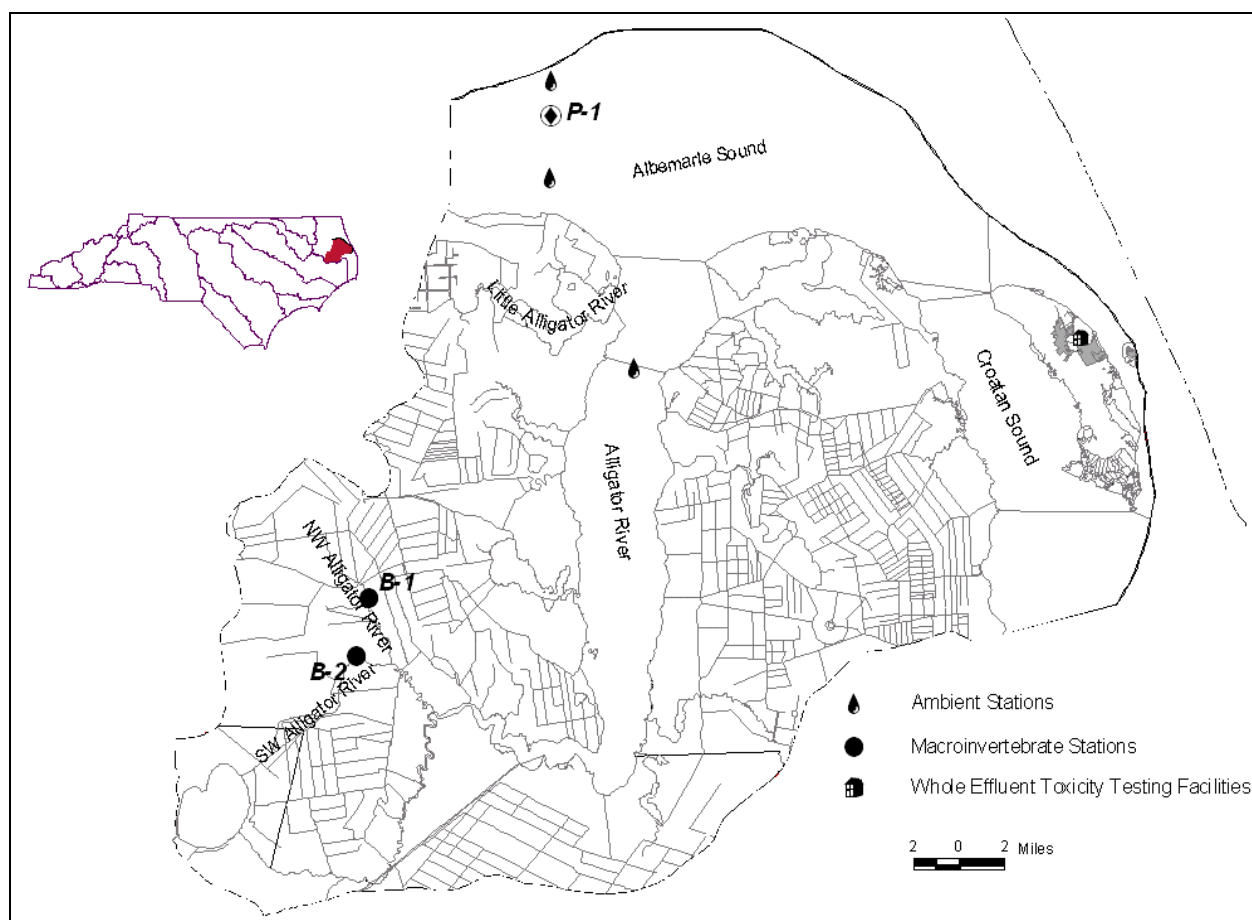 P-1
Albemarle Sound
Little Alligator River
Croatan Sound
Alligator River
NW Alligator River
B-1
B-2
SW Alligator River
Ambient Stations
Macroinvertebrate Stations
Whole Effluent Toxicity Testing Facilities
2 0 2 Miles